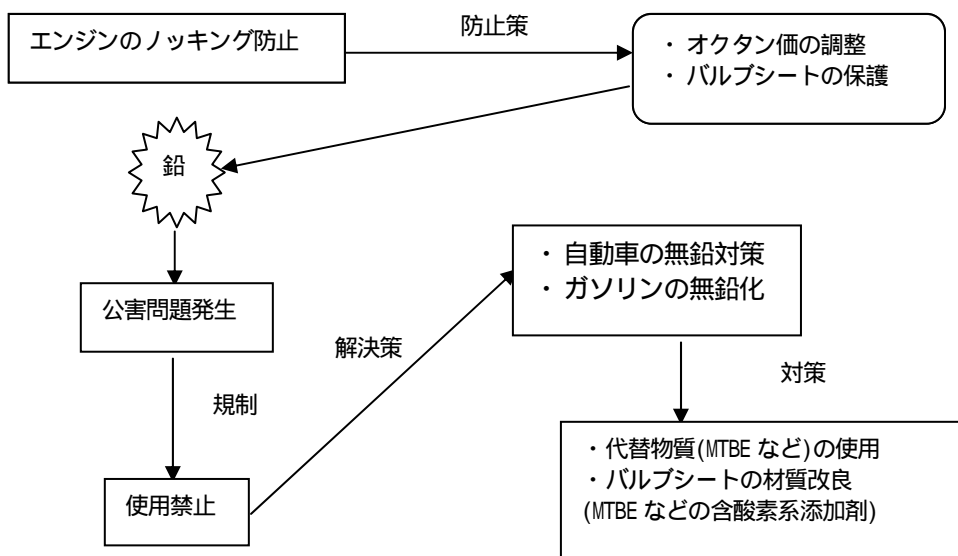 エンジンのノッキング防止
防止策
・ オクタン価の調整
・ バルブシートの保護
鉛
公害問題発生
規制
使用禁止
解決策
・ 自動車の無鉛対策
・ ガソリンの無鉛化
対策
・代替物質(MTBE など)の使用
・バルブシートの材質改良
(MTBE などの含酸素系添加剤)